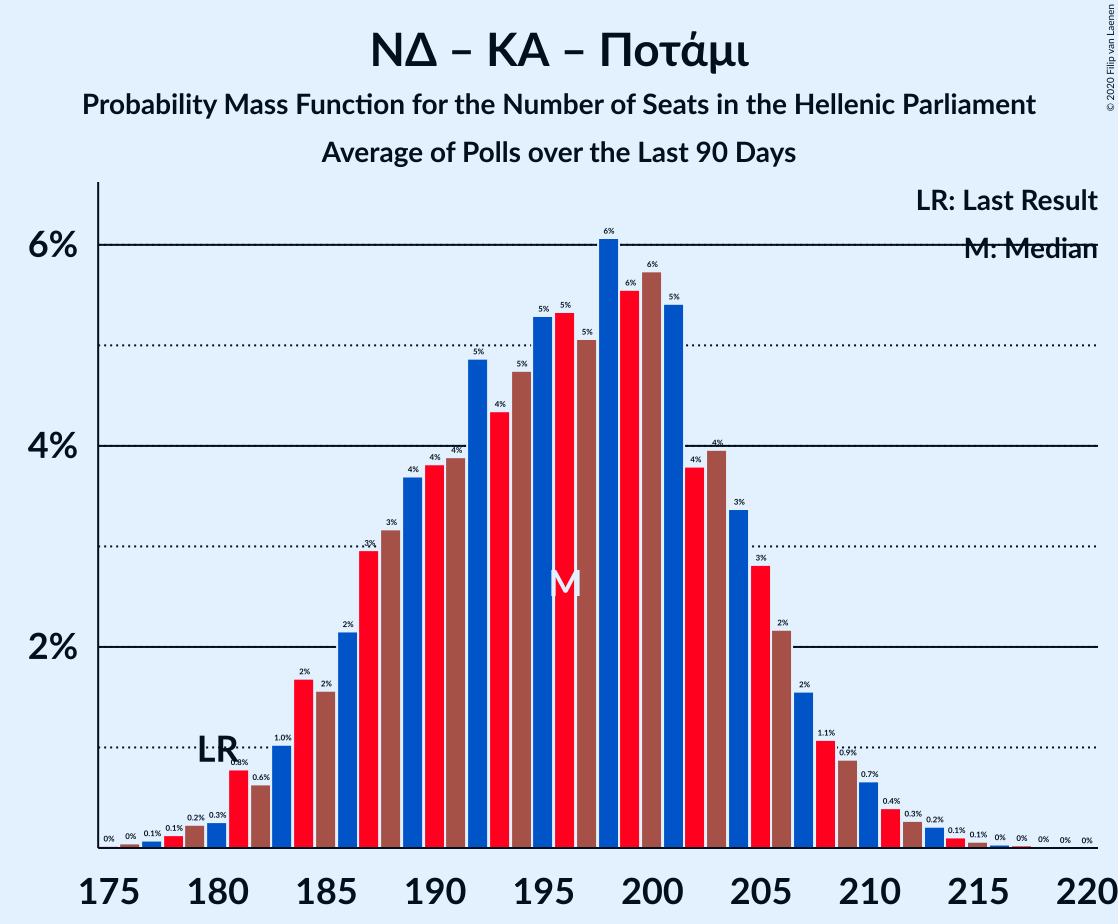 ΝΔ – ΚΑ – Ποτάμι
Probability Mass Function for the Number of Seats in the Hellenic Parliament
Average of Polls over the Last 90 Days
© 2020 Filip van Laenen
LR: Last Result
M: Median
6%
4%
2%
0% 0% 0.1% 0.1% 0.2% 0.3% 0.8% 0.6% 1.0% 2% 2% 2% 3% 3% 4% 4% 4% 5% 4% 5% 5% 5% 5% 6% 6% 6% 5% 4% 4% 3% 3% 2% 2% 1.1% 0.9% 0.7% 0.4% 0.3% 0.2% 0.1% 0.1% 0% 0% 0% 0% 0%
LR
M
175 180 185 190 195 200 205 210 215 220